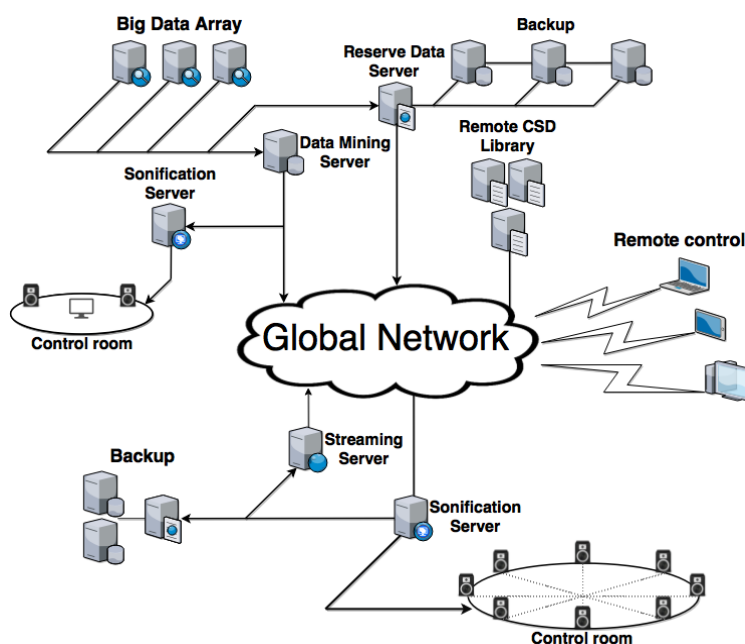 Big Data Array
Reserve Data
Server
Backup
Data Mining
Server
Remote CSD
Library
Sonification
Server
Remote control
Control room
Global Network
Streaming
Server
Backup
Sonification
Server
Control room